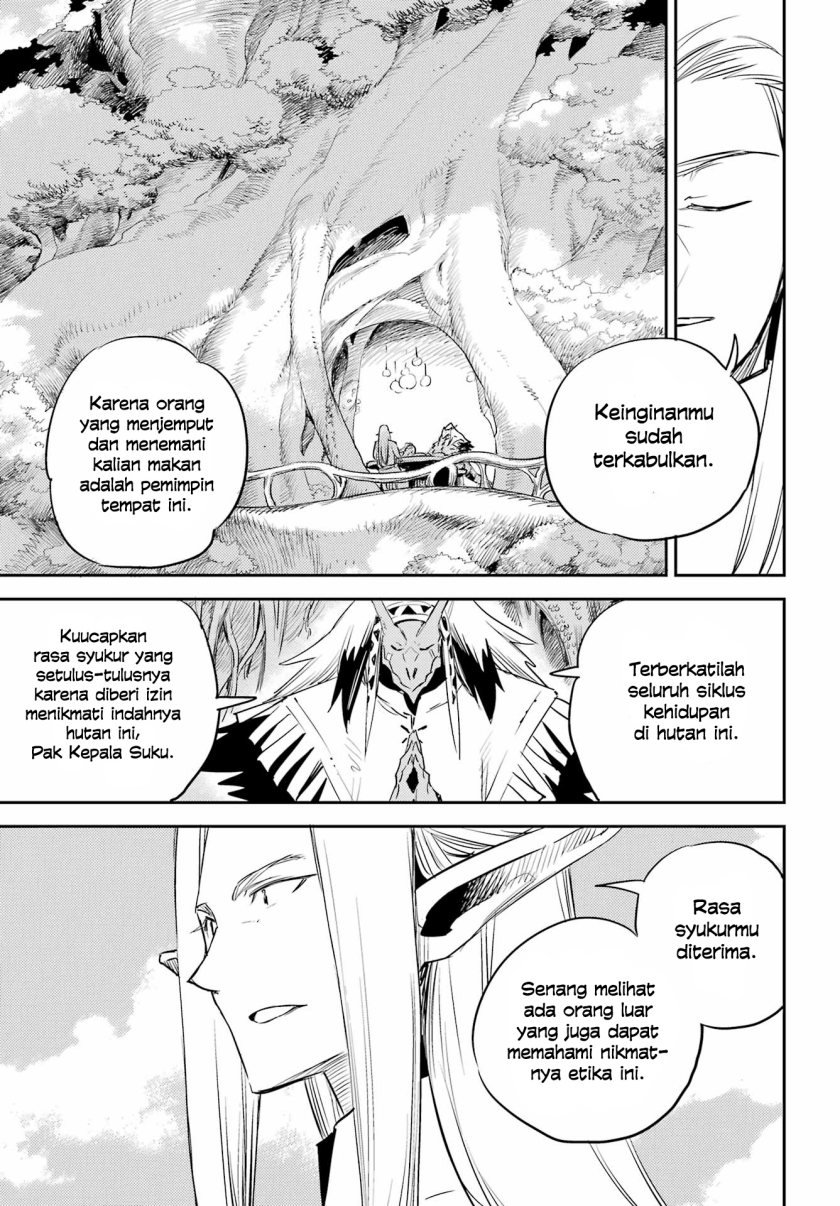 Keinginanmu
sudah
terkabulkan.
Karena orang
yang menjemput
dan menemani
kalian makan
adalah pemimpin
tempat ini.
Terberkatilah
seluruh siklus
kehidupan
di hutan ini.
Kuucapkan
rasa syukur yang
setulus-tulusnya
karena diberi izin
menikmati indahnya
hutan ini,
Pak Kepala Suku.
Rasa
syukurmu
diterima.
Senang melihat
ada orang luar
yang juga dapat
memahami nikmat-
nya etika ini.